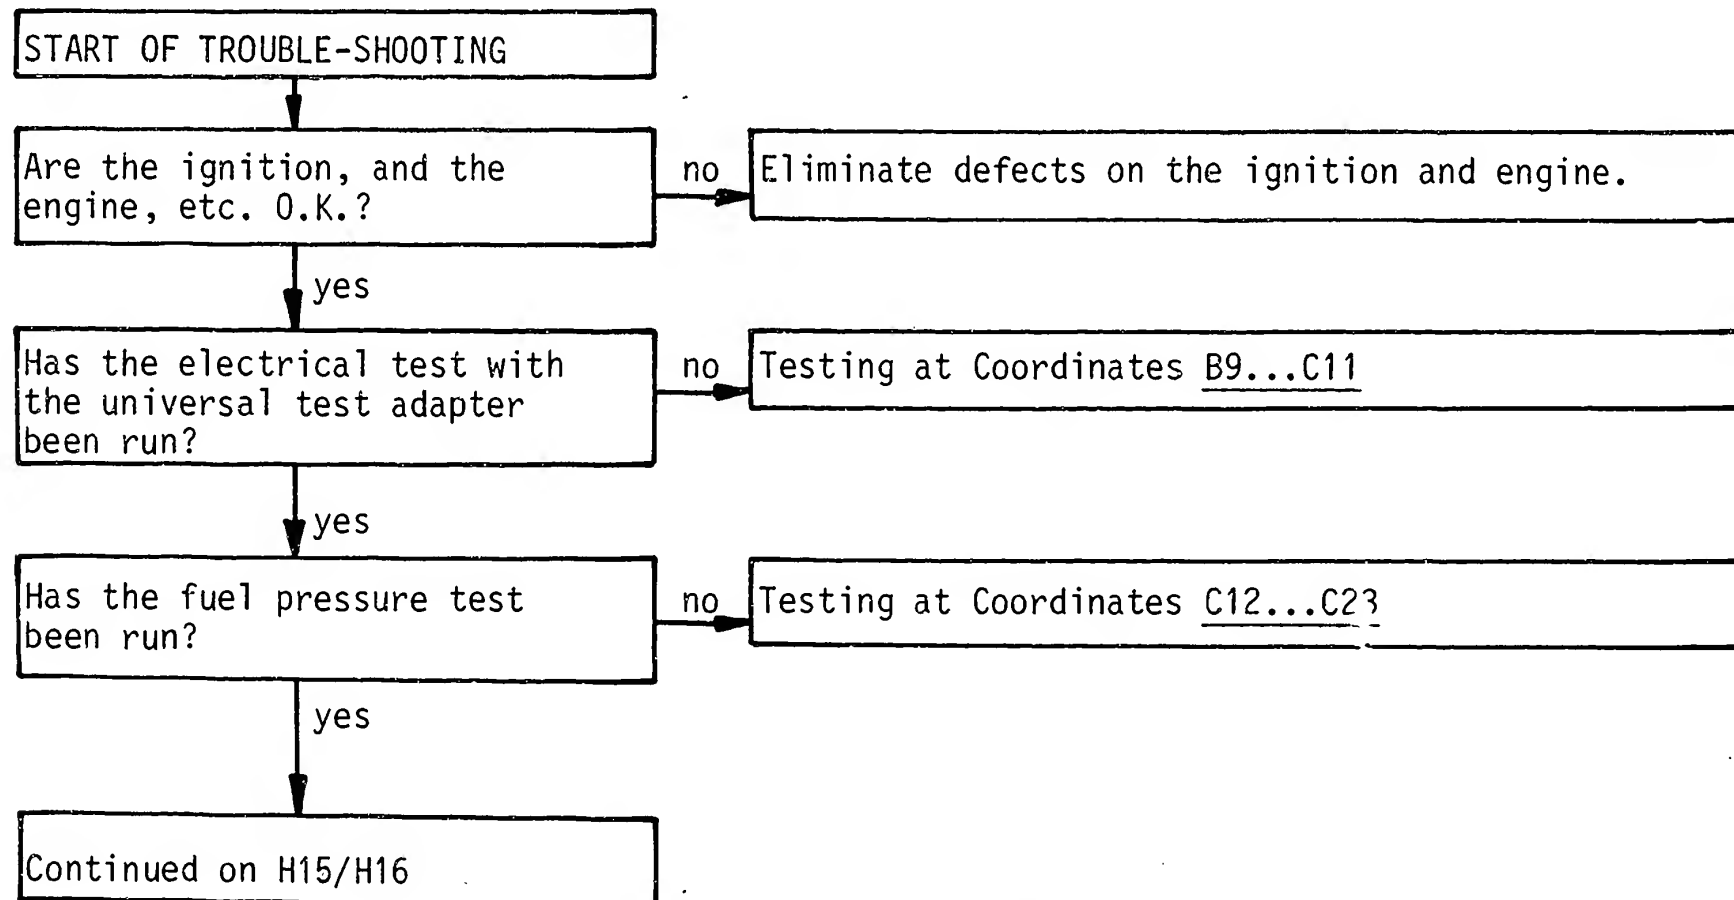 START OF TROUBLE-SHOOTING
Are the ignition, and the
engine, etc. O.K.?
no
Eliminate defects on the ignition and engine.
yes
Has the electrical test with
the universal test adapter
been run?
no
Testing at Coordinates B9...C11
yes
Has the fuel pressure test
been run?
no
Testing at Coordinates C12...C23
yes
Continued on H15/H16